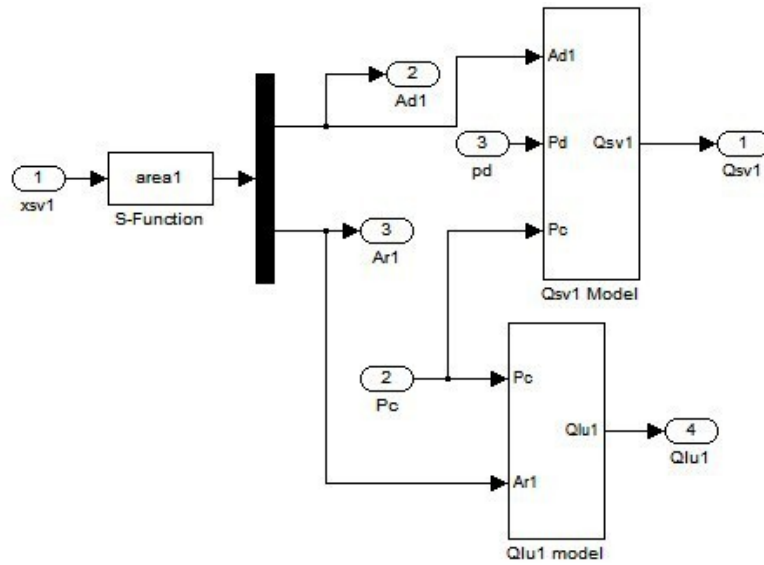 2
Ad1
Ad1
3
pd
Pd
Qsv1
1
Qsv1
1
xsv1
area1
S-Function
3
Ar1
Pc
Qsv1 Model
2
Pc
Pc
Qlu1
4
Qlu1
Ar1
Qlu1 model